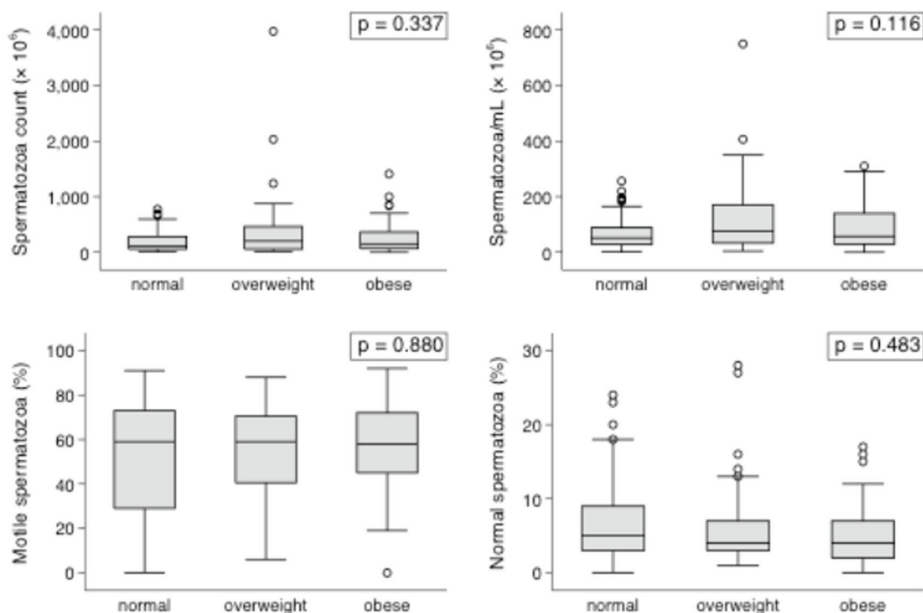 Spermatozoa count (× 10⁶)
4,000
3,000
2,000
1,000
0
p = 0.337
normal overweight obese
Spermatozoa/mL (× 10⁶)
800
600
400
200
0
p = 0.116
normal overweight obese
Motile spermatozoa (%)
100
80
60
40
20
0
p = 0.880
normal overweight obese
Normal spermatozoa (%)
30
20
10
0
p = 0.483
normal overweight obese